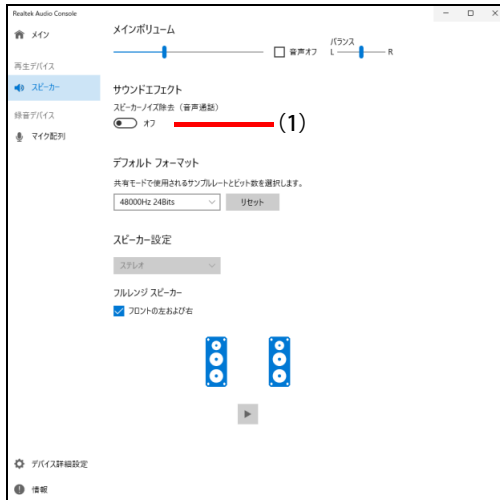 Realtek Audio Console
メイン
再生デバイス
スピーカー
録音デバイス
マイク配列
デバイス詳細設定
情報
メインボリューム
音声オフ
バランス
L R
サウンドエフェクト
スピーカーノイズ除去（音声通話）
オフ
(1)
デフォルト フォーマット
共有モードで使用されるサンプルレートとビット数を選択します。
48000Hz 24Bits
リセット
スピーカー設定
ステレオ
フルレンジ スピーカー
フロントの左および右